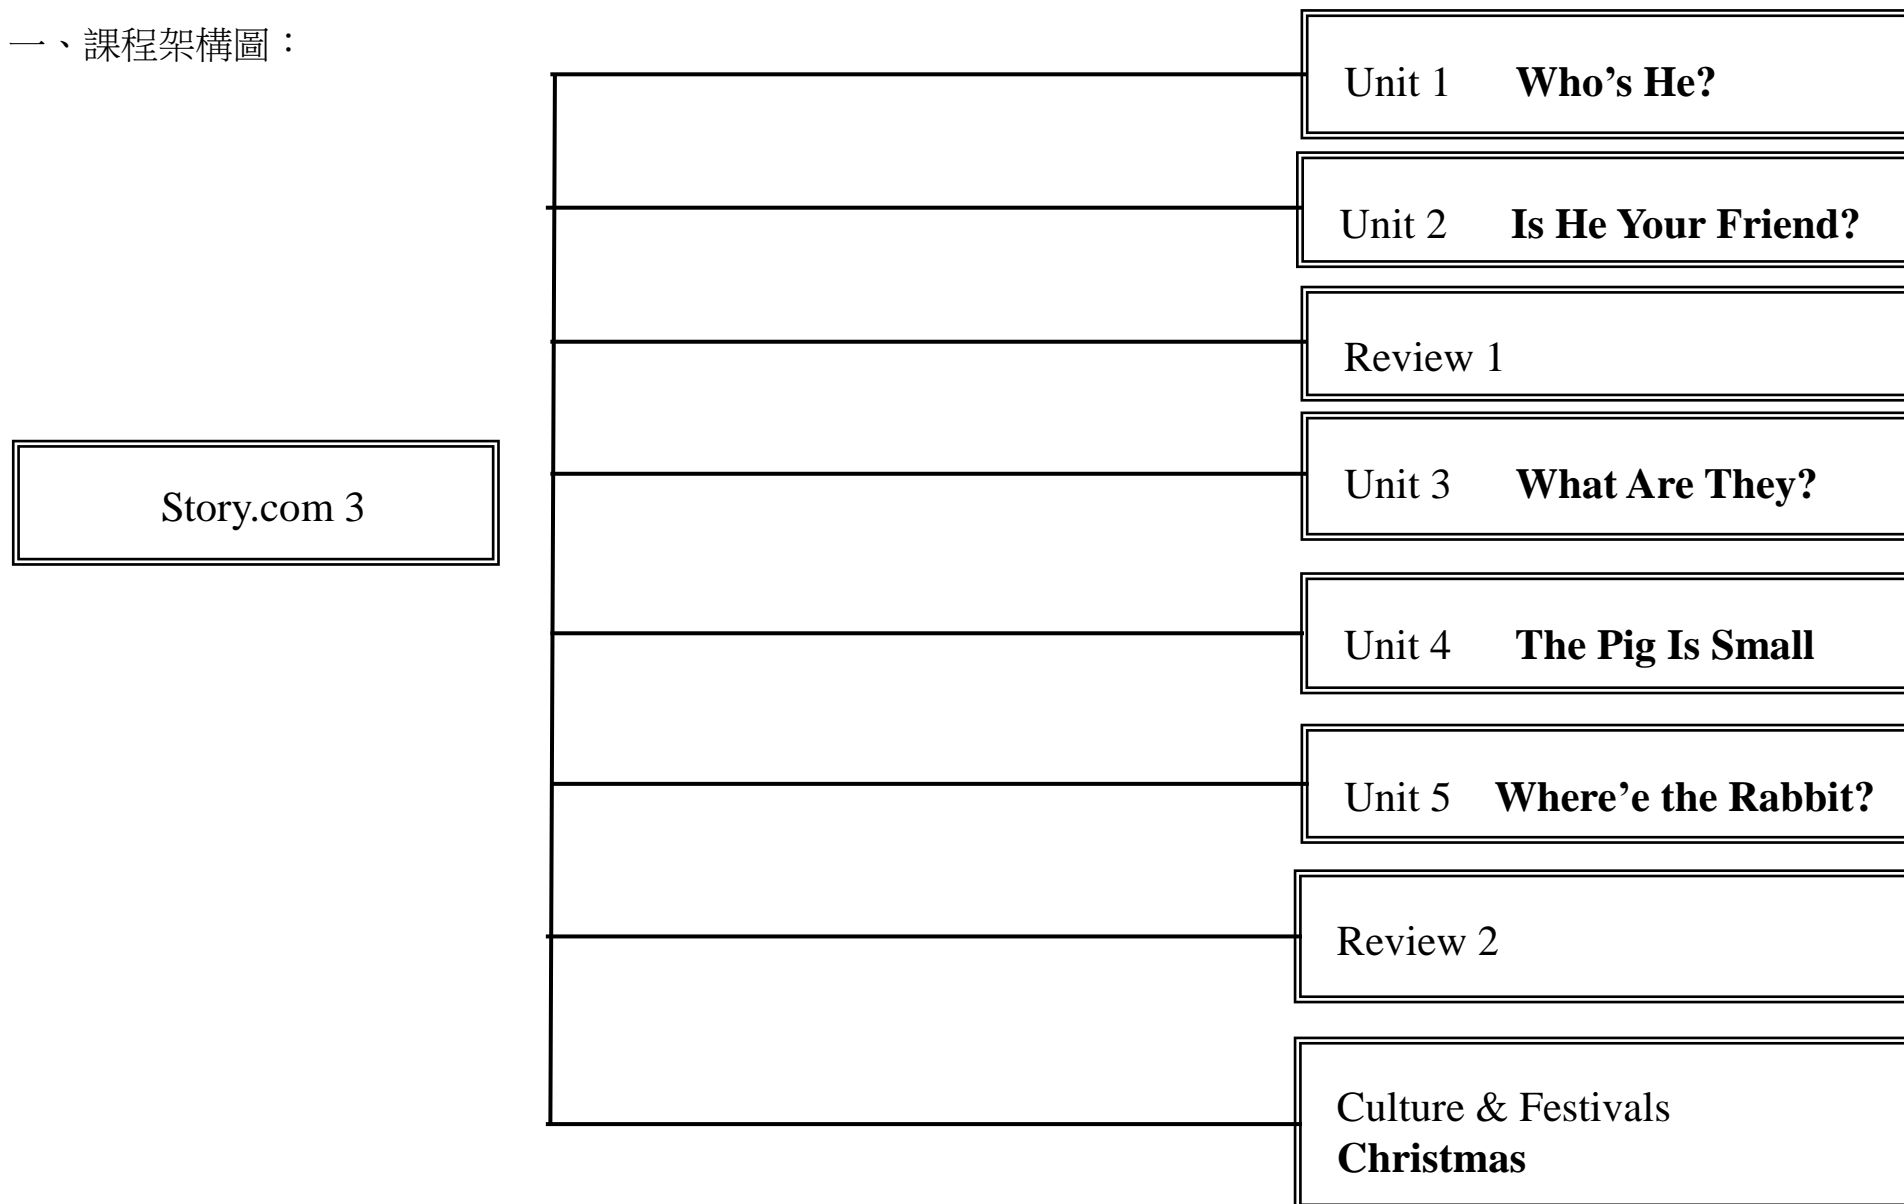 一、課程架構圖：
Unit 1 Who’s He?
Unit 2 Is He Your Friend?
Review 1
Story.com 3
Unit 3 What Are They?
Unit 4 The Pig Is Small
Unit 5 Where’e the Rabbit?
Review 2
Culture & Festivals
Christmas